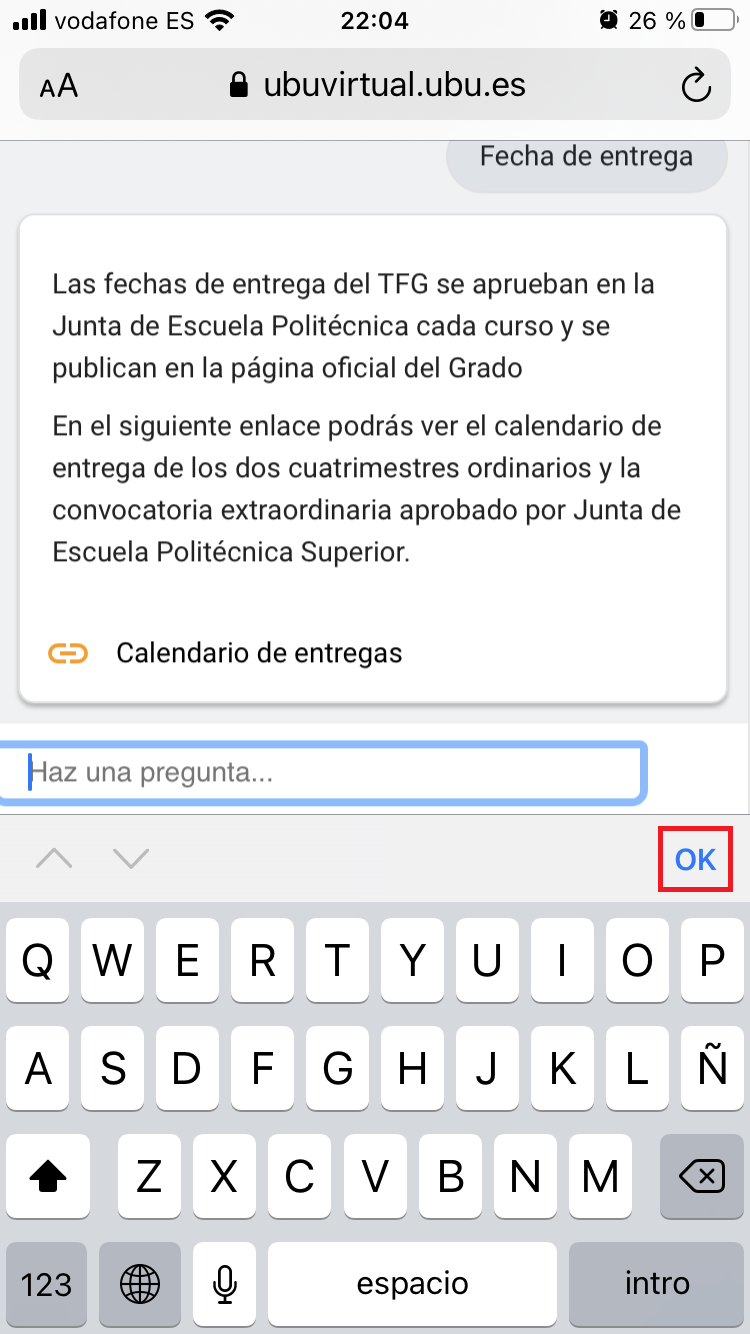 vodafone ES 22:04 26 %
AA ubuvirtual.ubu.es
Fecha de entrega
Las fechas de entrega del TFG se aprueban en la
Junta de Escuela Politécnica cada curso y se
publican en la página oficial del Grado
En el siguiente enlace podrás ver el calendario de
entrega de los dos cuatrimestres ordinarios y la
convocatoria extraordinaria aprobado por Junta de
Escuela Politécnica Superior.
Calendario de entregas
Haz una pregunta...
OK
Q W E R T Y U I O P
A S D F G H J K L Ñ
Z X C V B N M
123 espacio intro